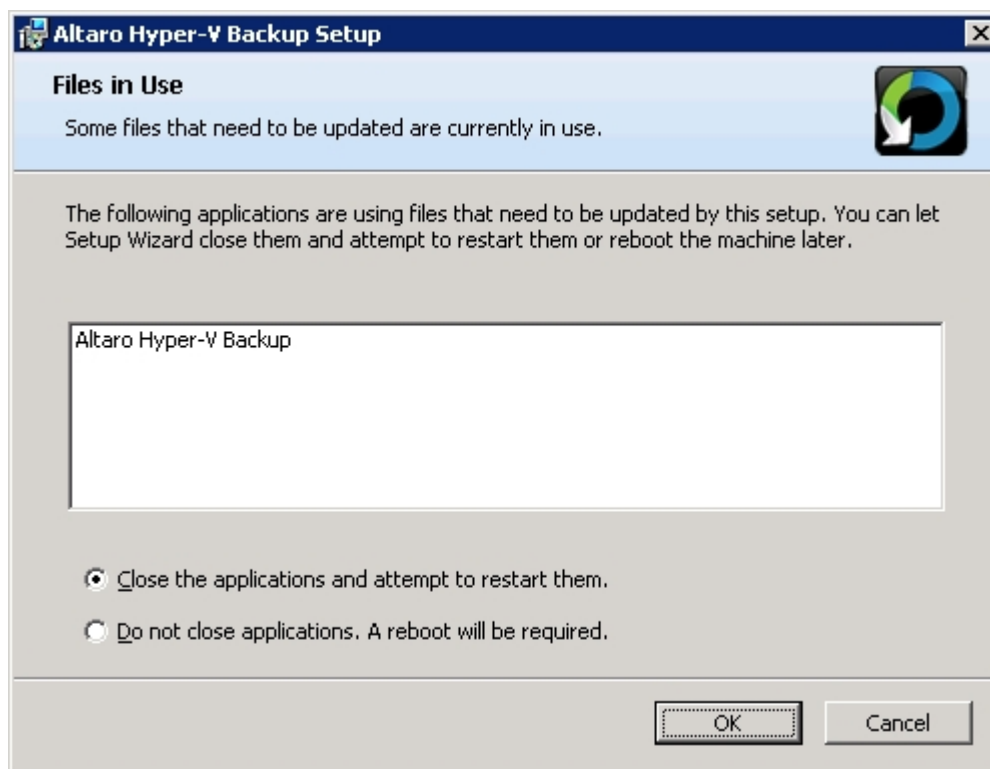 Altaro Hyper-V Backup Setup
Files in Use
Some files that need to be updated are currently in use.
The following applications are using files that need to be updated by this setup. You can let
Setup Wizard close them and attempt to restart them or reboot the machine later.
Altaro Hyper-V Backup
Close the applications and attempt to restart them.
Do not close applications. A reboot will be required.
OK
Cancel